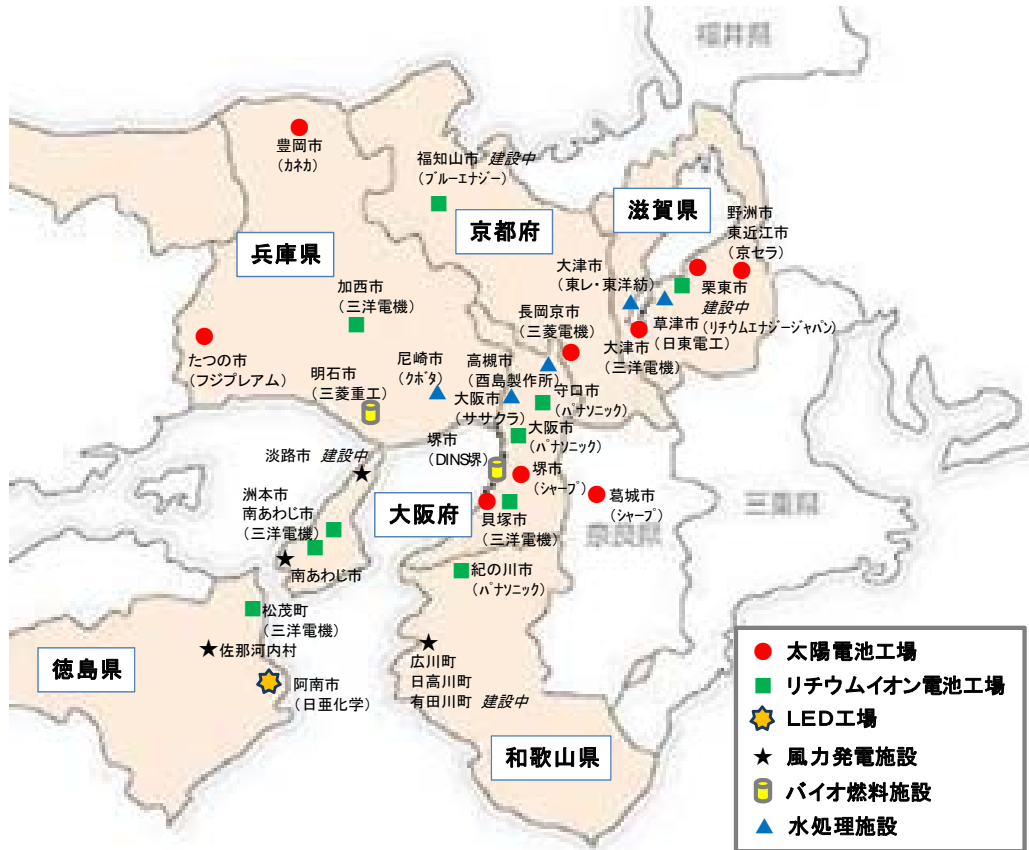 福井県
豊岡市
（カネカ）
福知山市 建設中
（ブルーエナジー）
京都府
滋賀県
野洲市
東近江市
（京セラ）
兵庫県
加西市
（三洋電機）
大津市
（東レ・東洋紡）
栗東市
建設中
（リチウムエナジージャパン）
長岡京市
（三菱電機）
草津市
（日東電工）
大津市
（三洋電機）
たつの市
（フジプレアム）
明石市
（三菱重工）
尼崎市
（クボタ）
高槻市
（酉島製作所）
大阪市
（ササクラ）
守口市
（パナソニック）
大阪市
（パナソニック）
堺市
（DINS堺）
堺市
（シャープ）
淡路市 建設中
洲本市
南あわじ市
（三洋電機）
大阪府
葛城市
（シャープ）
三重県
貝塚市
（三洋電機）
奈良県
南あわじ市
紀の川市
（パナソニック）
松茂町
（三洋電機）
佐那河内村
徳島県
阿南市
（日亜化学）
広川町
日高川町
有田川町 建設中
和歌山県
太陽電池工場
リチウムイオン電池工場
LED工場
風力発電施設
バイオ燃料施設
水処理施設